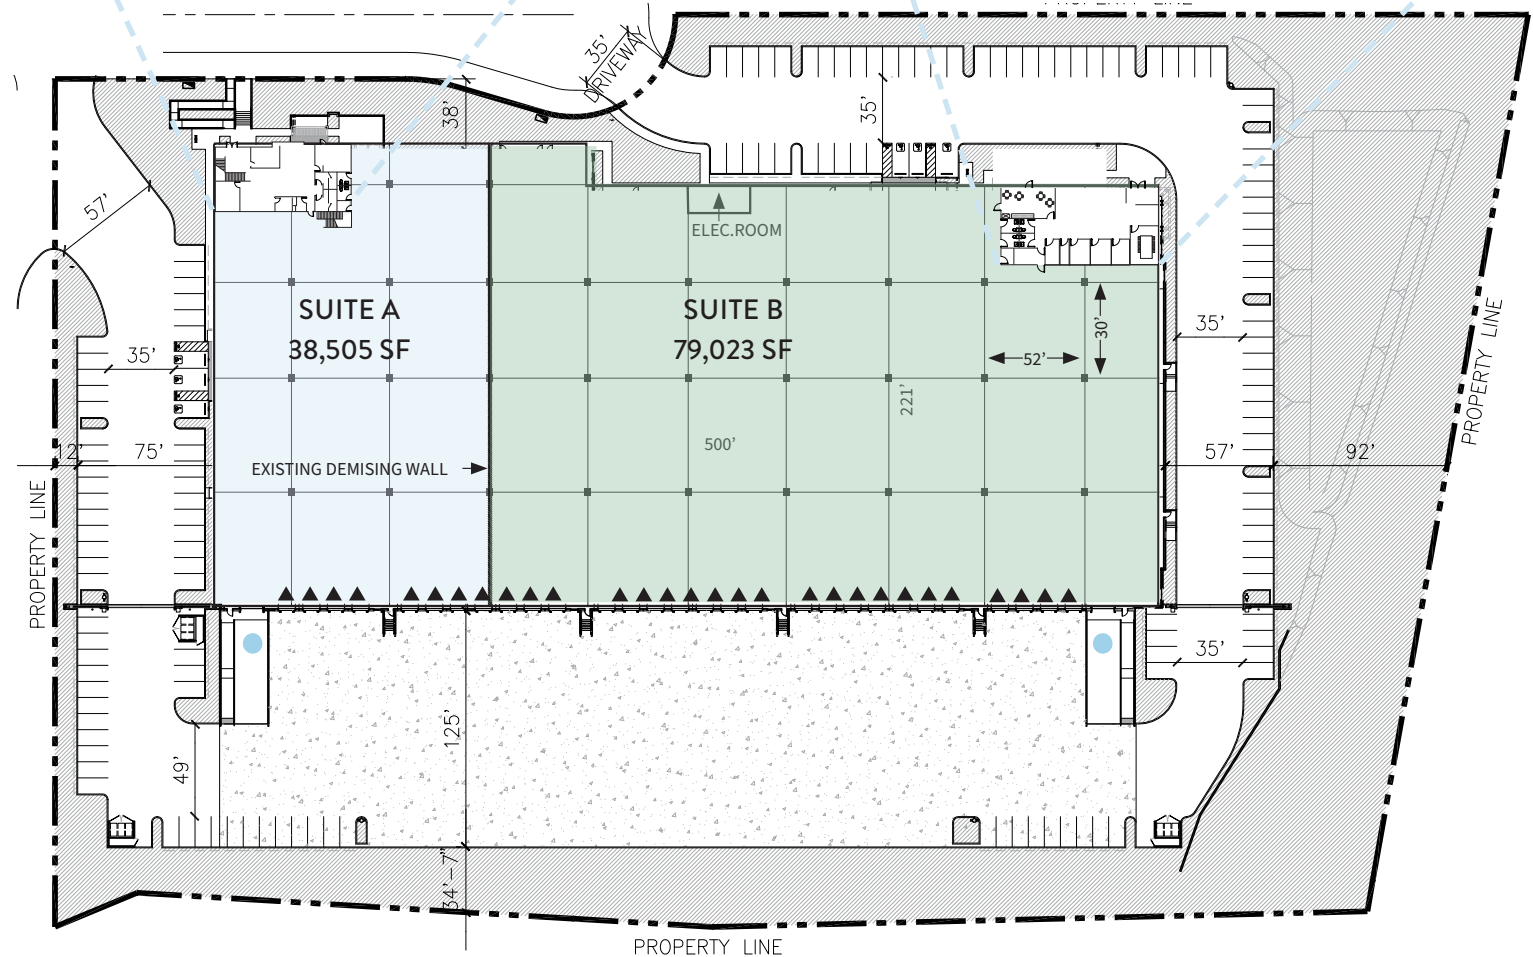 35'
DRIVEWAY
38'
35'
57'
ELEC.ROOM
SUITE A
38,505 SF
SUITE B
79,023 SF
30'
52'
35'
35'
PROPERTY LINE
221'
500'
12'
75'
EXISTING DEMISING WALL
57'
92'
PROPERTY LINE
35'
125'
49'
34'-7"
PROPERTY LINE